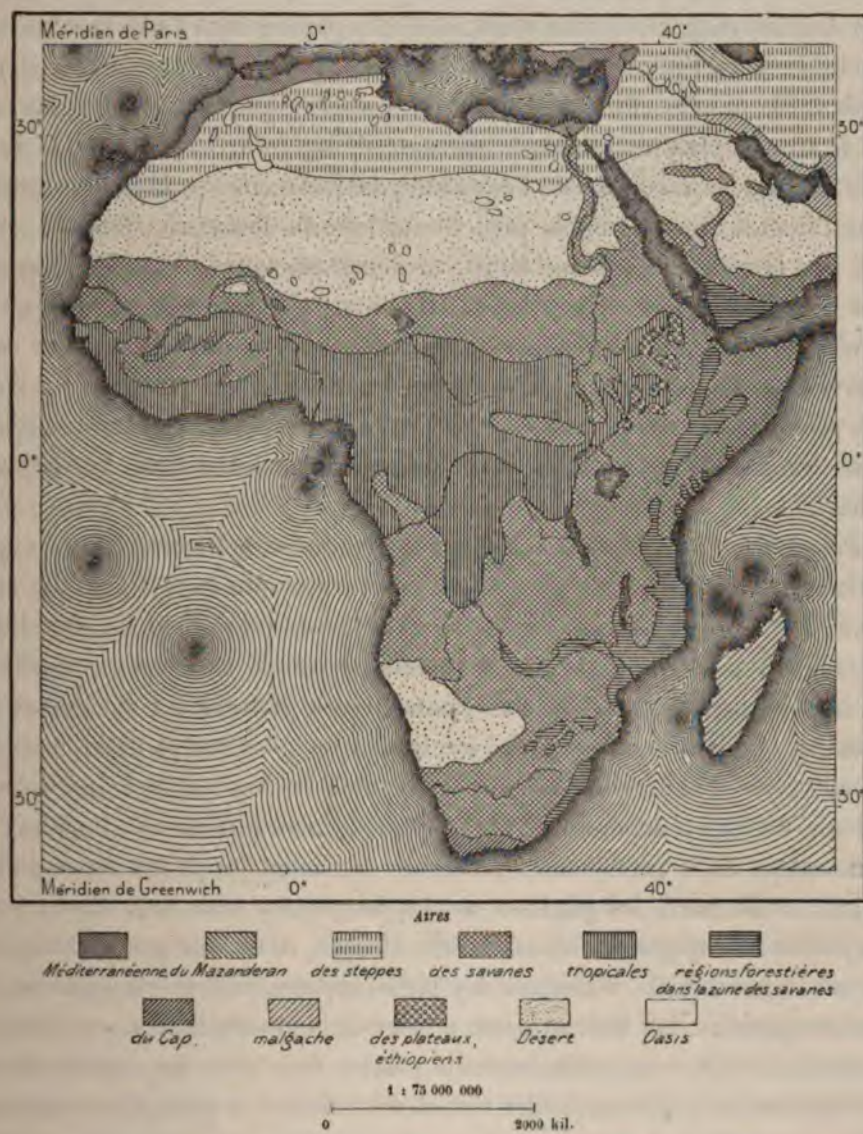 Méridien de Paris 0° 40°
30° 30°
0° 0°
30° 30°
Méridien de Greenwich 0° 40°
Aires
Méditerranéenne du Mazanderan des steppes des savanes tropicales régions forestières
dans la zune des savanes
du Cap. malgache des plateaux, Désert Oasis
éthiopiens
1 : 75 000 000
0 2000 kil.